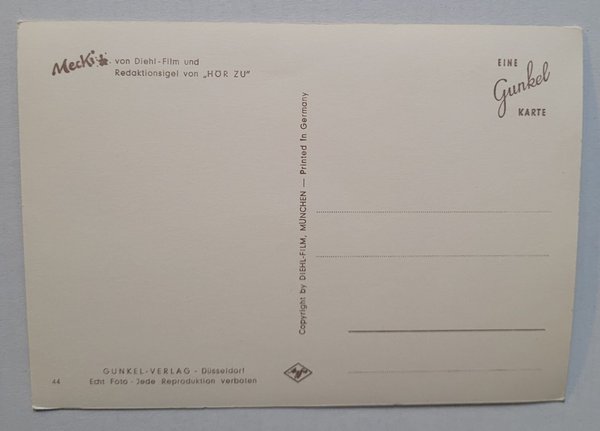 Mecki von Diehl-Film und
Redaktionsigel von „HÖR ZU"
EINE
Gunkel
KARTE
Copyright by DIEHL-FILM, MÜNCHEN — Printed in Germany
GUNKEL-VERLAG - Düsseldorf
44 Echt Foto - Jede Reproduktion verboten
Agfa